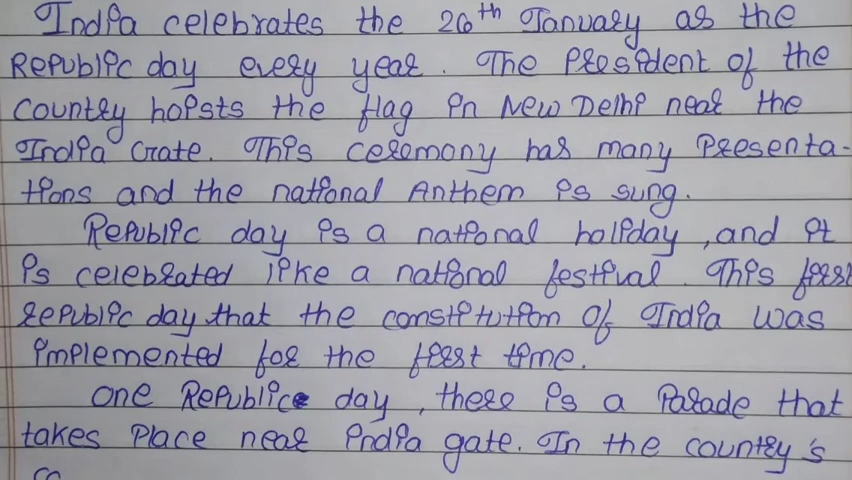 India celebrates the 26th January as the
Republic day every year. The President of the
country hoists the flag in New Delhi near the
India Gate. This ceremony has many Presenta-
tions and the national Anthem is sung.
Republic day is a national holiday, and it
is celebrated like a national festival. This first
republic day that the constitution of India was
implemented for the first time.
One Republice day, there is a Parade that
takes Place near india gate. In the country's